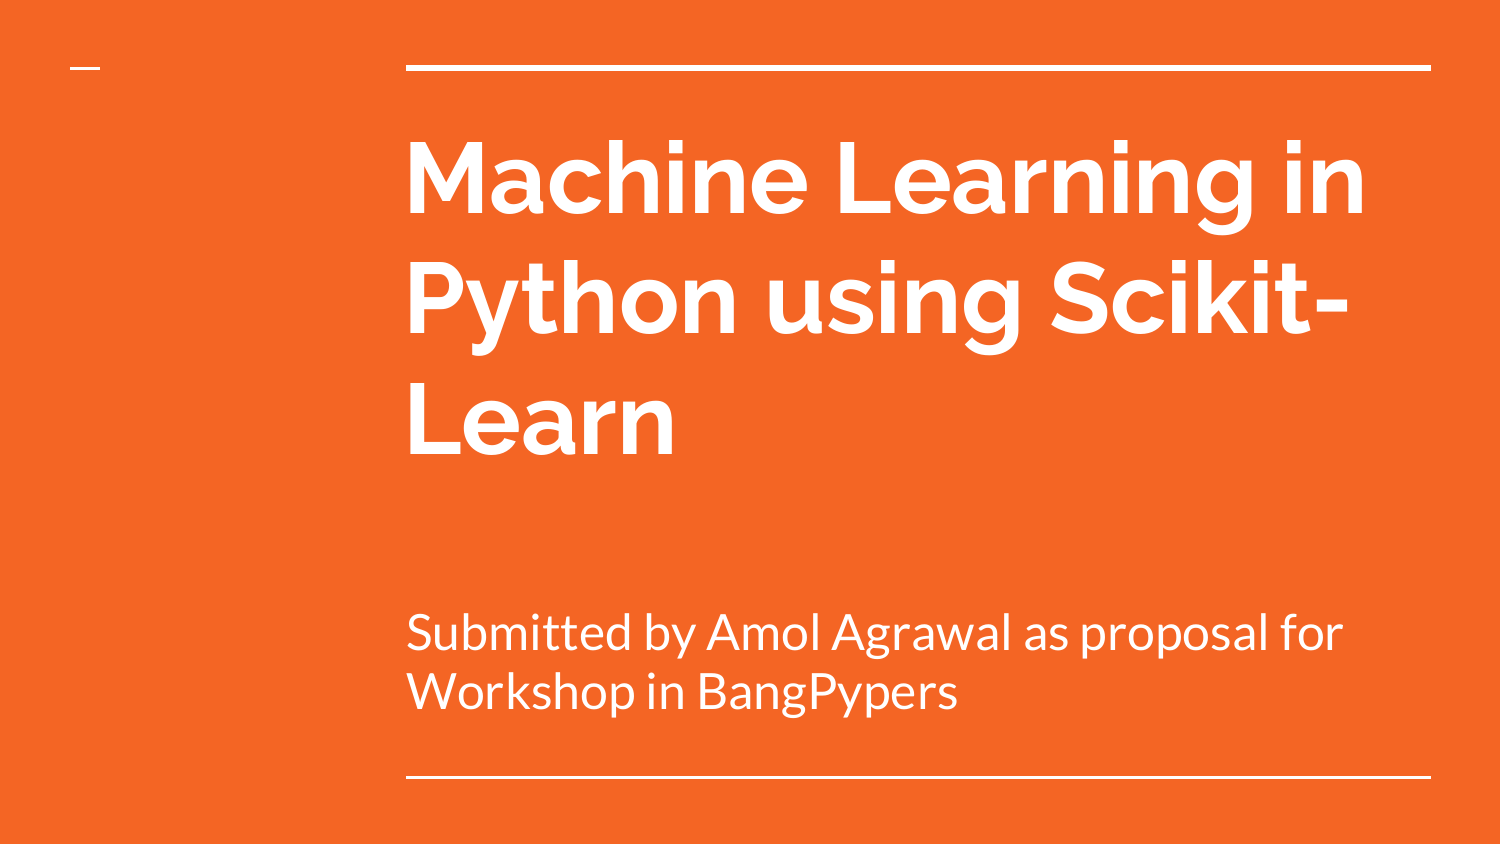 Machine Learning in
Python using Scikit-
Learn
Submitted by Amol Agrawal as proposal for
Workshop in BangPypers